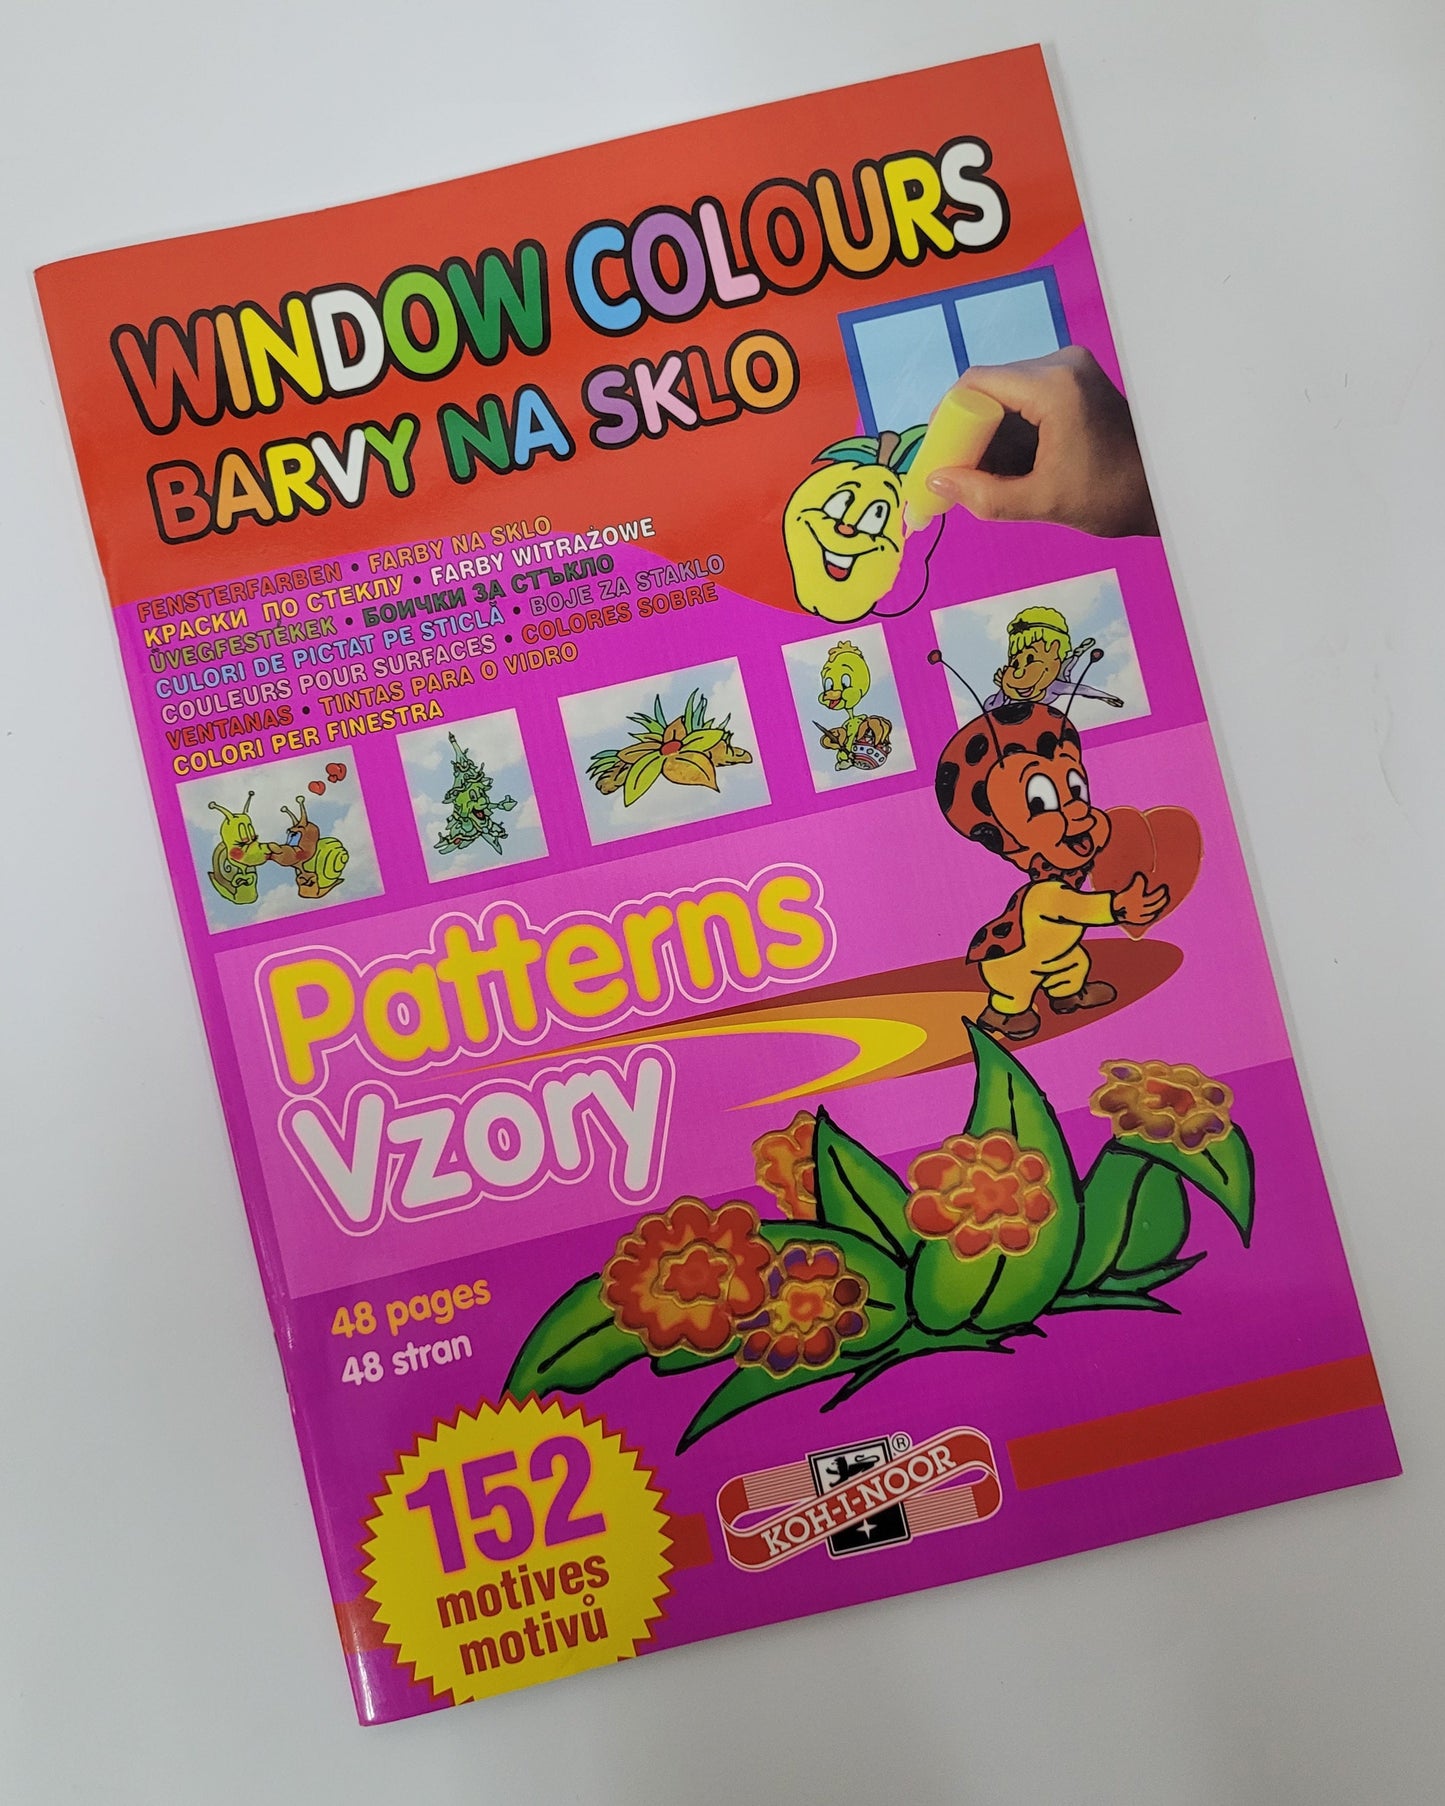 WINDOW COLOURS
BARVY NA SKLO
FENSTERFARBEN • FARBY NA SKLO
КРАСКИ ПО СТЕКЛУ • FARBY WITRAŻOWE
ÜVEGFESTÉKEK • БОИЧКИ ЗА СТЪКЛО
CULORI DE PICTAT PE STICLĂ • BOJE ZA STAKLO
COULEURS POUR SURFACES • COLORES SOBRE
VENTANAS • TINTAS PARA O VIDRO
COLORI PER FINESTRA
Patterns
Vzory
48 pages
48 stran
152
motives
motivů
KOH-I-NOOR
®